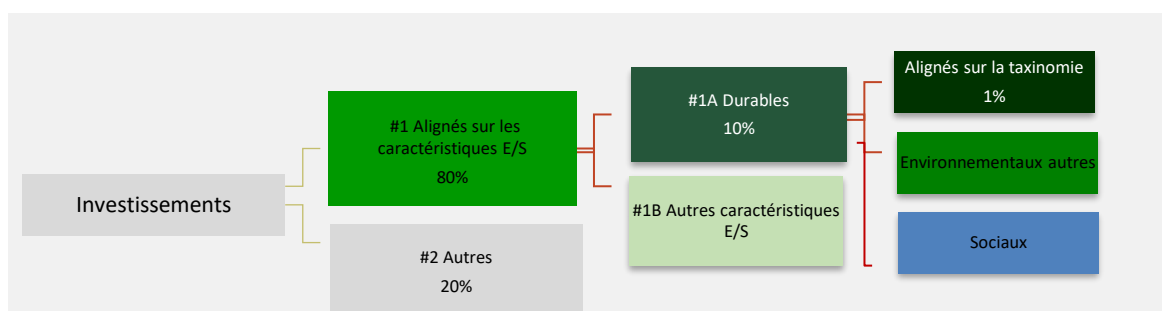 Investissements
#1 Alignés sur les
caractéristiques E/S
80%
#2 Autres
20%
#1A Durables
10%
#1B Autres caractéristiques
E/S
Alignés sur la taxinomie
1%
Environnementaux autres
Sociaux